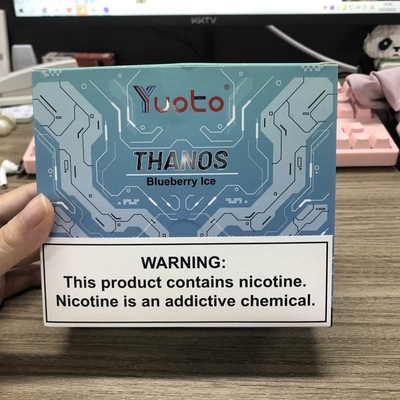 KKTV
Yuoto®
THANOS
Blueberry Ice
WARNING:
This product contains nicotine.
Nicotine is an addictive chemical.